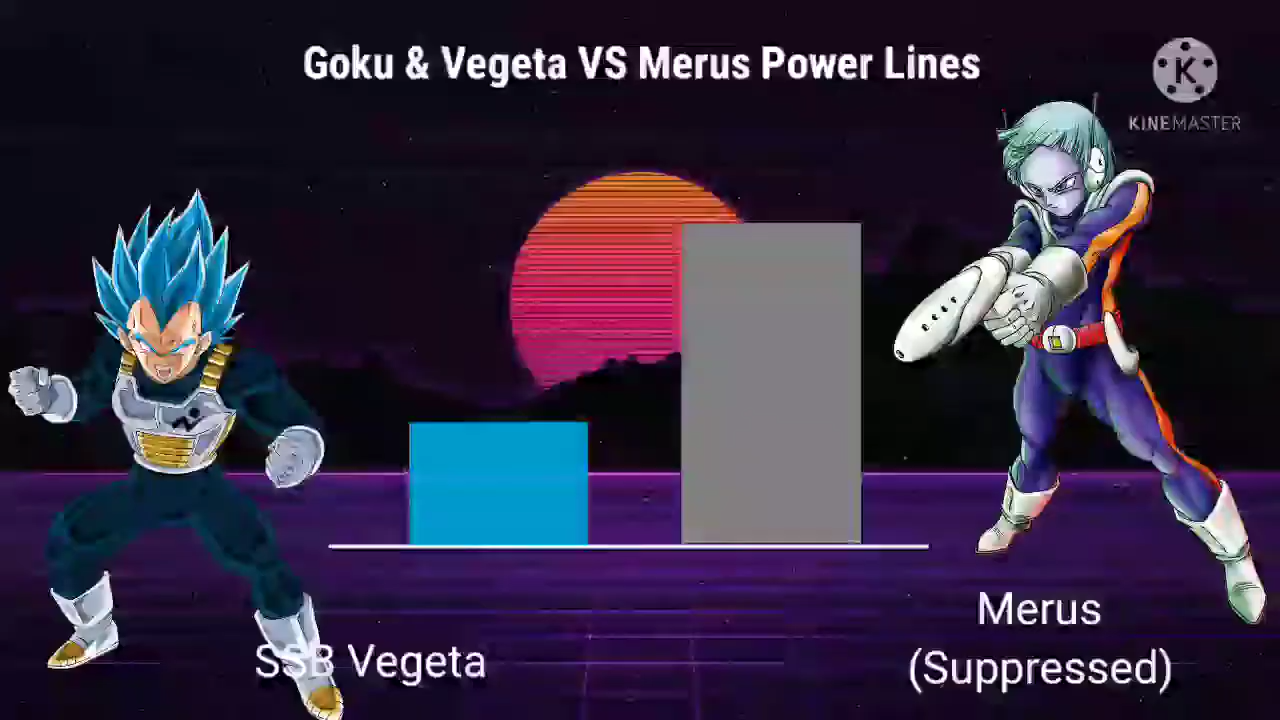 Goku & Vegeta VS Merus Power Lines
K
KINEMASTER
Merus
SSB Vegeta
(Suppressed)